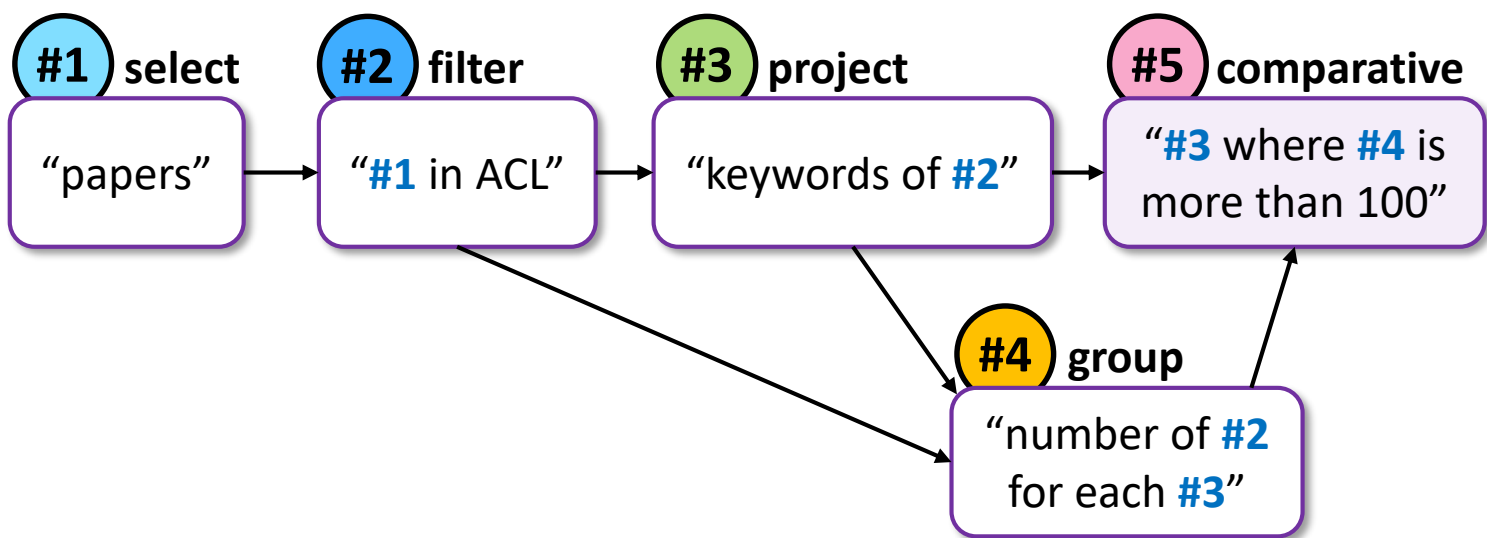 #1 select
#2 filter
#3 project
#5 comparative
“papers”
“#1 in ACL”
“keywords of #2”
“#3 where #4 is
more than 100”
#4 group
“number of #2
for each #3”